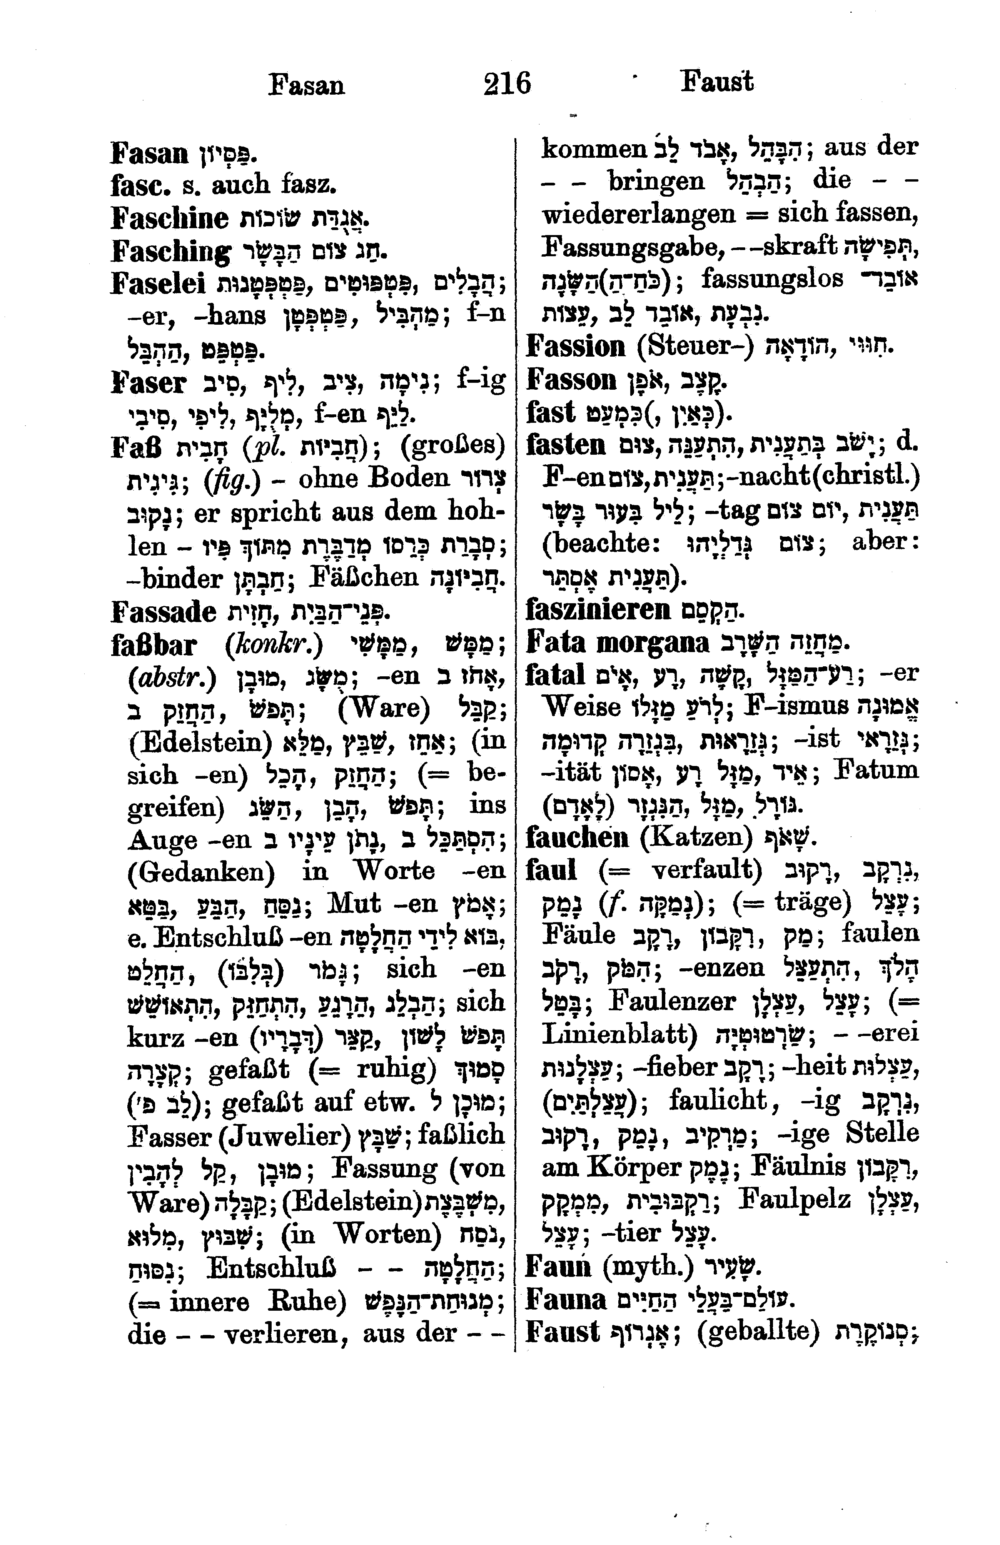 Fasan 216 Faust
Fasan פַּסְיוֹן.
fasc. s. auch fasz.
Faschine אֲגֻדַּת שׂוֹכוֹת.
Fasching חַג צוֹם הַבָּשָׂר.
Faselei הֲבָלִים, פִּטְפּוּטִים, פַּטְפְּטָנוּת;
-er, -hans מַהְבִּיל, פַּטְפְּטָן; f-n
פַּטְפֵּט, הַהְבֵּל.
Faser נִימָה, צִיב, לִיף, סִיב; f-ig
סִיבִי, לִיפִי, מְלֻיָּף, f-en לַיֵּף.
Faß חָבִית (pl. חֲבִיּוֹת); (großes)
גִּיגִית; (fig.) - ohne Boden צְרוֹר
נָקוּב; er spricht aus dem hoh-
len - סְבָרַת כְּרֵסוֹ מְדַבֶּרֶת מִתּוֹךְ פִּיו;
-binder חַבְתָּן; Fäßchen חֲבִיּוֹנָה.
Fassade פְּנֵי־הַבַּיִת, חָזִית.
faßbar (konkr.) מַמָּשׁ, מַמָּשִׁי;
(abstr.) מֻשָּׂג, מוּבָן; -en אָחֹז ב,
תָּפֹשׂ, הַחֲזֵק ב; (Ware) קַבֵּל;
(Edelstein) אַחֵז, שַׁבֵּץ, מַלֵּא; (in
sich -en) הַחֲזֵק, הָכֵל; (= be-
greifen) תָּפֹשׂ, הָבֵן, הַשֵּׂג; ins
Auge -en הִסְתַּכֵּל ב, נָתֹן עֵינָיו ב
(Gedanken) in Worte -en
נַסֵּחַ, הַבַּע, בַּטֵּא; Mut -en אָמֹץ;
e. Entschluß -en בּוֹא לִידֵי הַחְלָטָה,
הַחְלֵט, (בְּלִבּוֹ) גָּמֹר; sich -en
הַבְלֵג, הֵרָגַע, הִתְחַזֵּק, הִתְאוֹשֵׁשׁ; sich
kurz -en (דְּבָרָיו) קַצֵּר, תָּפֹשׂ לָשׁוֹן
קְצָרָה; gefaßt (= ruhig) סָמוּךְ
(לֵב פ׳); gefaßt auf etw. מוּכָן ל;
Fasser (Juwelier) שַׁבָּץ; faßlich
מוּבָן, קַל לְהָבִין; Fassung (von
Ware) קַבָּלָה; (Edelstein) מִשְׁבֶּצֶת,
שִׁבּוּץ, מִלּוּא; (in Worten) נֹסַח,
נִסּוּחַ; Entschluß - - הַחְלָטָה;
(= innere Ruhe) מְנוּחַת־הַנֶּפֶשׁ;
die - - verlieren, aus der - -
kommen הִבָּהֵל, אָבֹד לֵב; aus der
- - bringen הַבְהֵל; die - -
wiedererlangen = sich fassen,
Fassungsgabe, --skraft תְּפִישָׂה,
(כֹּחַ־הַ)הַשָּׂגָה; fassungslos אוֹבַד־
עֵצוֹת, אוֹבֵד לֵב, נִבְעָת.
Fassion (Steuer-) הוֹדָאָה, חִוּוּי.
Fasson קֶצֶב, אֹפֶן.
fast כִּמְעַט(, כְּאַיִן).
fasten צוּם, הִתְעַנֵּה, יָשֹׁב בְּתַעֲנִית; d.
F-en צוֹם, תַּעֲנִית; -nacht (christl.)
לֵיל בִּעוּר בָּשָׂר; -tag יוֹם צוֹם, תַּעֲנִית
(beachte: צוֹם גְּדַלְיָהוּ; aber:
תַּעֲנִית אֶסְתֵּר).
faszinieren הַקְסֵם.
Fata morgana מַחֲזֵה הַשָּׁרָב.
fatal רַע־הַמַּזָּל, קָשֶׁה, רַע, אָיֹם; -er
Weise לְרֹעַ מַזָּלוֹ; F-ismus אֱמוּנָה
בִּגְזֵרָה קְדוּמָה, גְּזֵרָאוּת; -ist גְּזֵרָאִי;
-ität אֵיד, מַזָּל רַע, אָסוֹן; Fatum
גּוֹרָל, מַזָּל, הַנִּגְזָר (לְאָדָם).
fauchen (Katzen) שָׁאֹף.
faul (= verfault) נִרְקָב, רָקוּב,
נָמֵק (f. נְמַקָּה); (= träge) עָצֵל;
Fäule רָקָב, רִקָּבוֹן, מַק; faulen
רָקֹב, הִמֵּק; -enzen הִתְעַצֵּל, הָלֹךְ
בָּטֵל; Faulenzer עָצֵל, עַצְלָן; (=
Linienblatt) שַׂרְטוּטִיָּה; - -erei
עַצְלָנוּת; -fieber רָקָב; -heit עַצְלוּת,
(עֲצַלְתַּיִם); faulicht, -ig נִרְקָב,
רָקוּב, נָמֵק, מַרְקִיב; -ige Stelle
am Körper נֶמֶק; Fäulnis רִקָּבוֹן,
רַקְבּוּבִית, מְמַקֵּק; Faulpelz עַצְלָן,
עָצֵל; -tier עָצֵל.
Faun (myth.) שָׂעִיר.
Fauna עוֹלַם־בַּעֲלֵי הַחַיִּים.
Faust אֶגְרוֹף; (geballte) סְנוֹקֶרֶת;